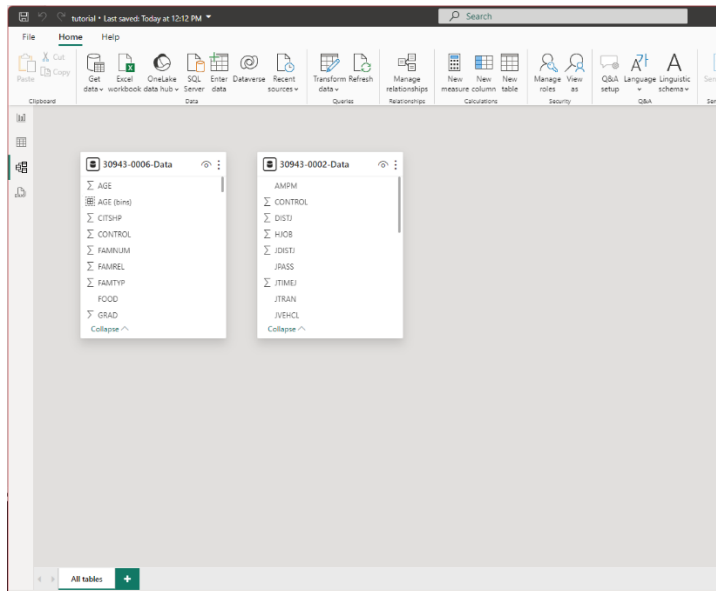 tutorial • Last saved: Today at 12:12 PM
Search
File Home Help
Paste
Cut
Copy
Get data
Excel workbook
OneLake data hub
SQL Server
Enter data
Dataverse
Recent sources
Transform data
Refresh
Manage relationships
New measure
New column
New table
Manage roles
View as
Q&A setup
Language
Linguistic schema
Clipboard
Data
Queries
Relationships
Calculations
Security
Q&A
30943-0006-Data
AGE
AGE (bins)
CITSHP
CONTROL
FAMNUM
FAMREL
FAMTYP
FOOD
GRAD
Collapse
30943-0002-Data
AMPM
CONTROL
DISTJ
HJOB
JDISTJ
JPASS
JTIMEJ
JTRAN
JVEHCL
Collapse
All tables